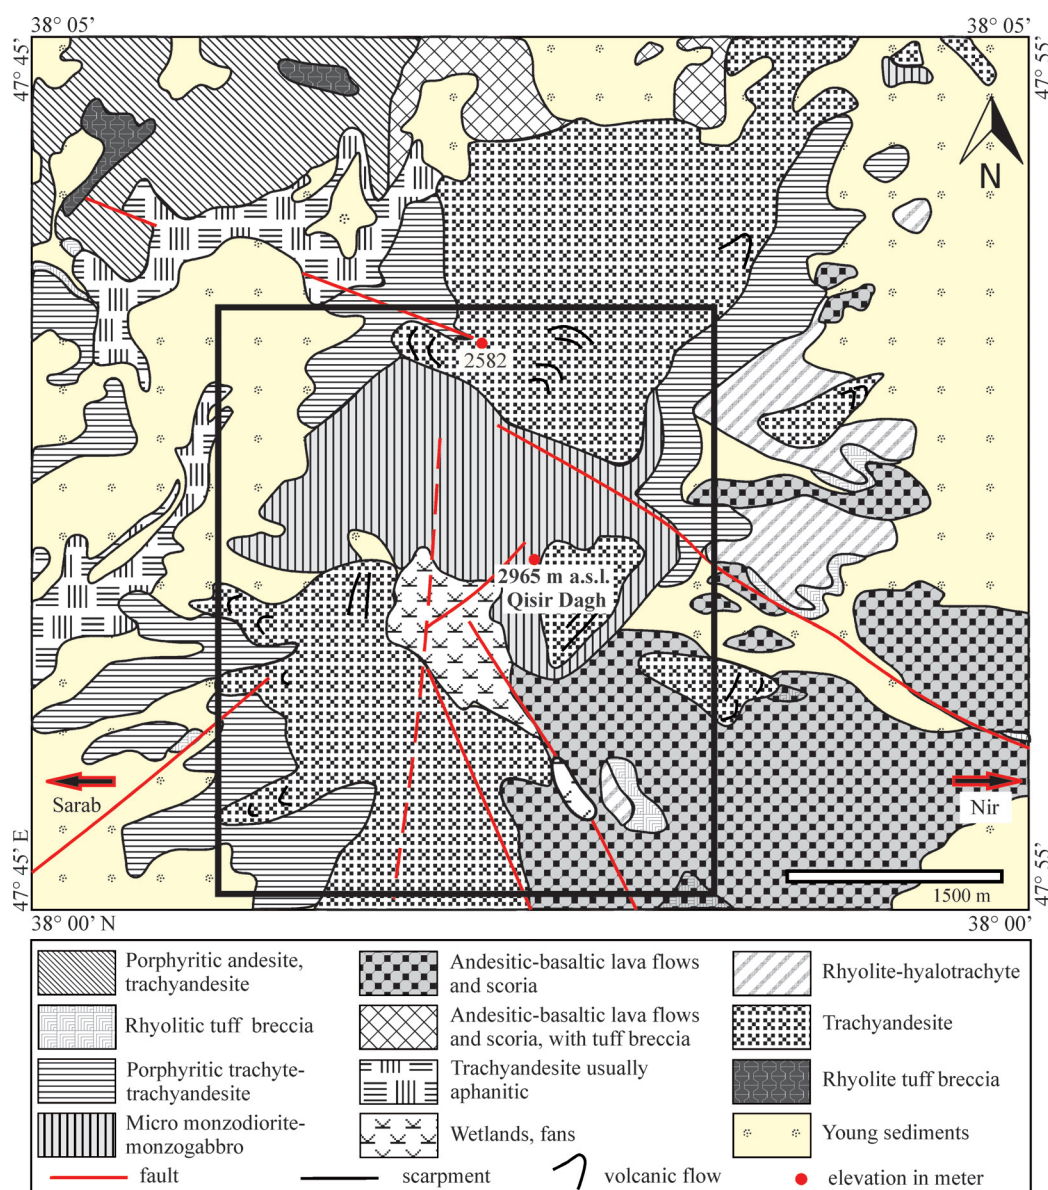 38° 05'
38° 05'
47° 45'
47° 55'
N
2582
2965 m a.s.l.
Qisir Dagh
Sarab
Nir
1500 m
47° 45' E
47° 55'
38° 00' N
38° 00'
Porphyritic andesite,
trachyandesite
Andesitic-basaltic lava flows
and scoria
Rhyolite-hyalotrachyte
Rhyolitic tuff breccia
Andesitic-basaltic lava flows
and scoria, with tuff breccia
Trachyandesite
Porphyritic trachyte-
trachyandesite
Trachyandesite usually
aphanitic
Rhyolite tuff breccia
Micro monzodiorite-
monzogabbro
Wetlands, fans
Young sediments
fault
scarpment
volcanic flow
elevation in meter